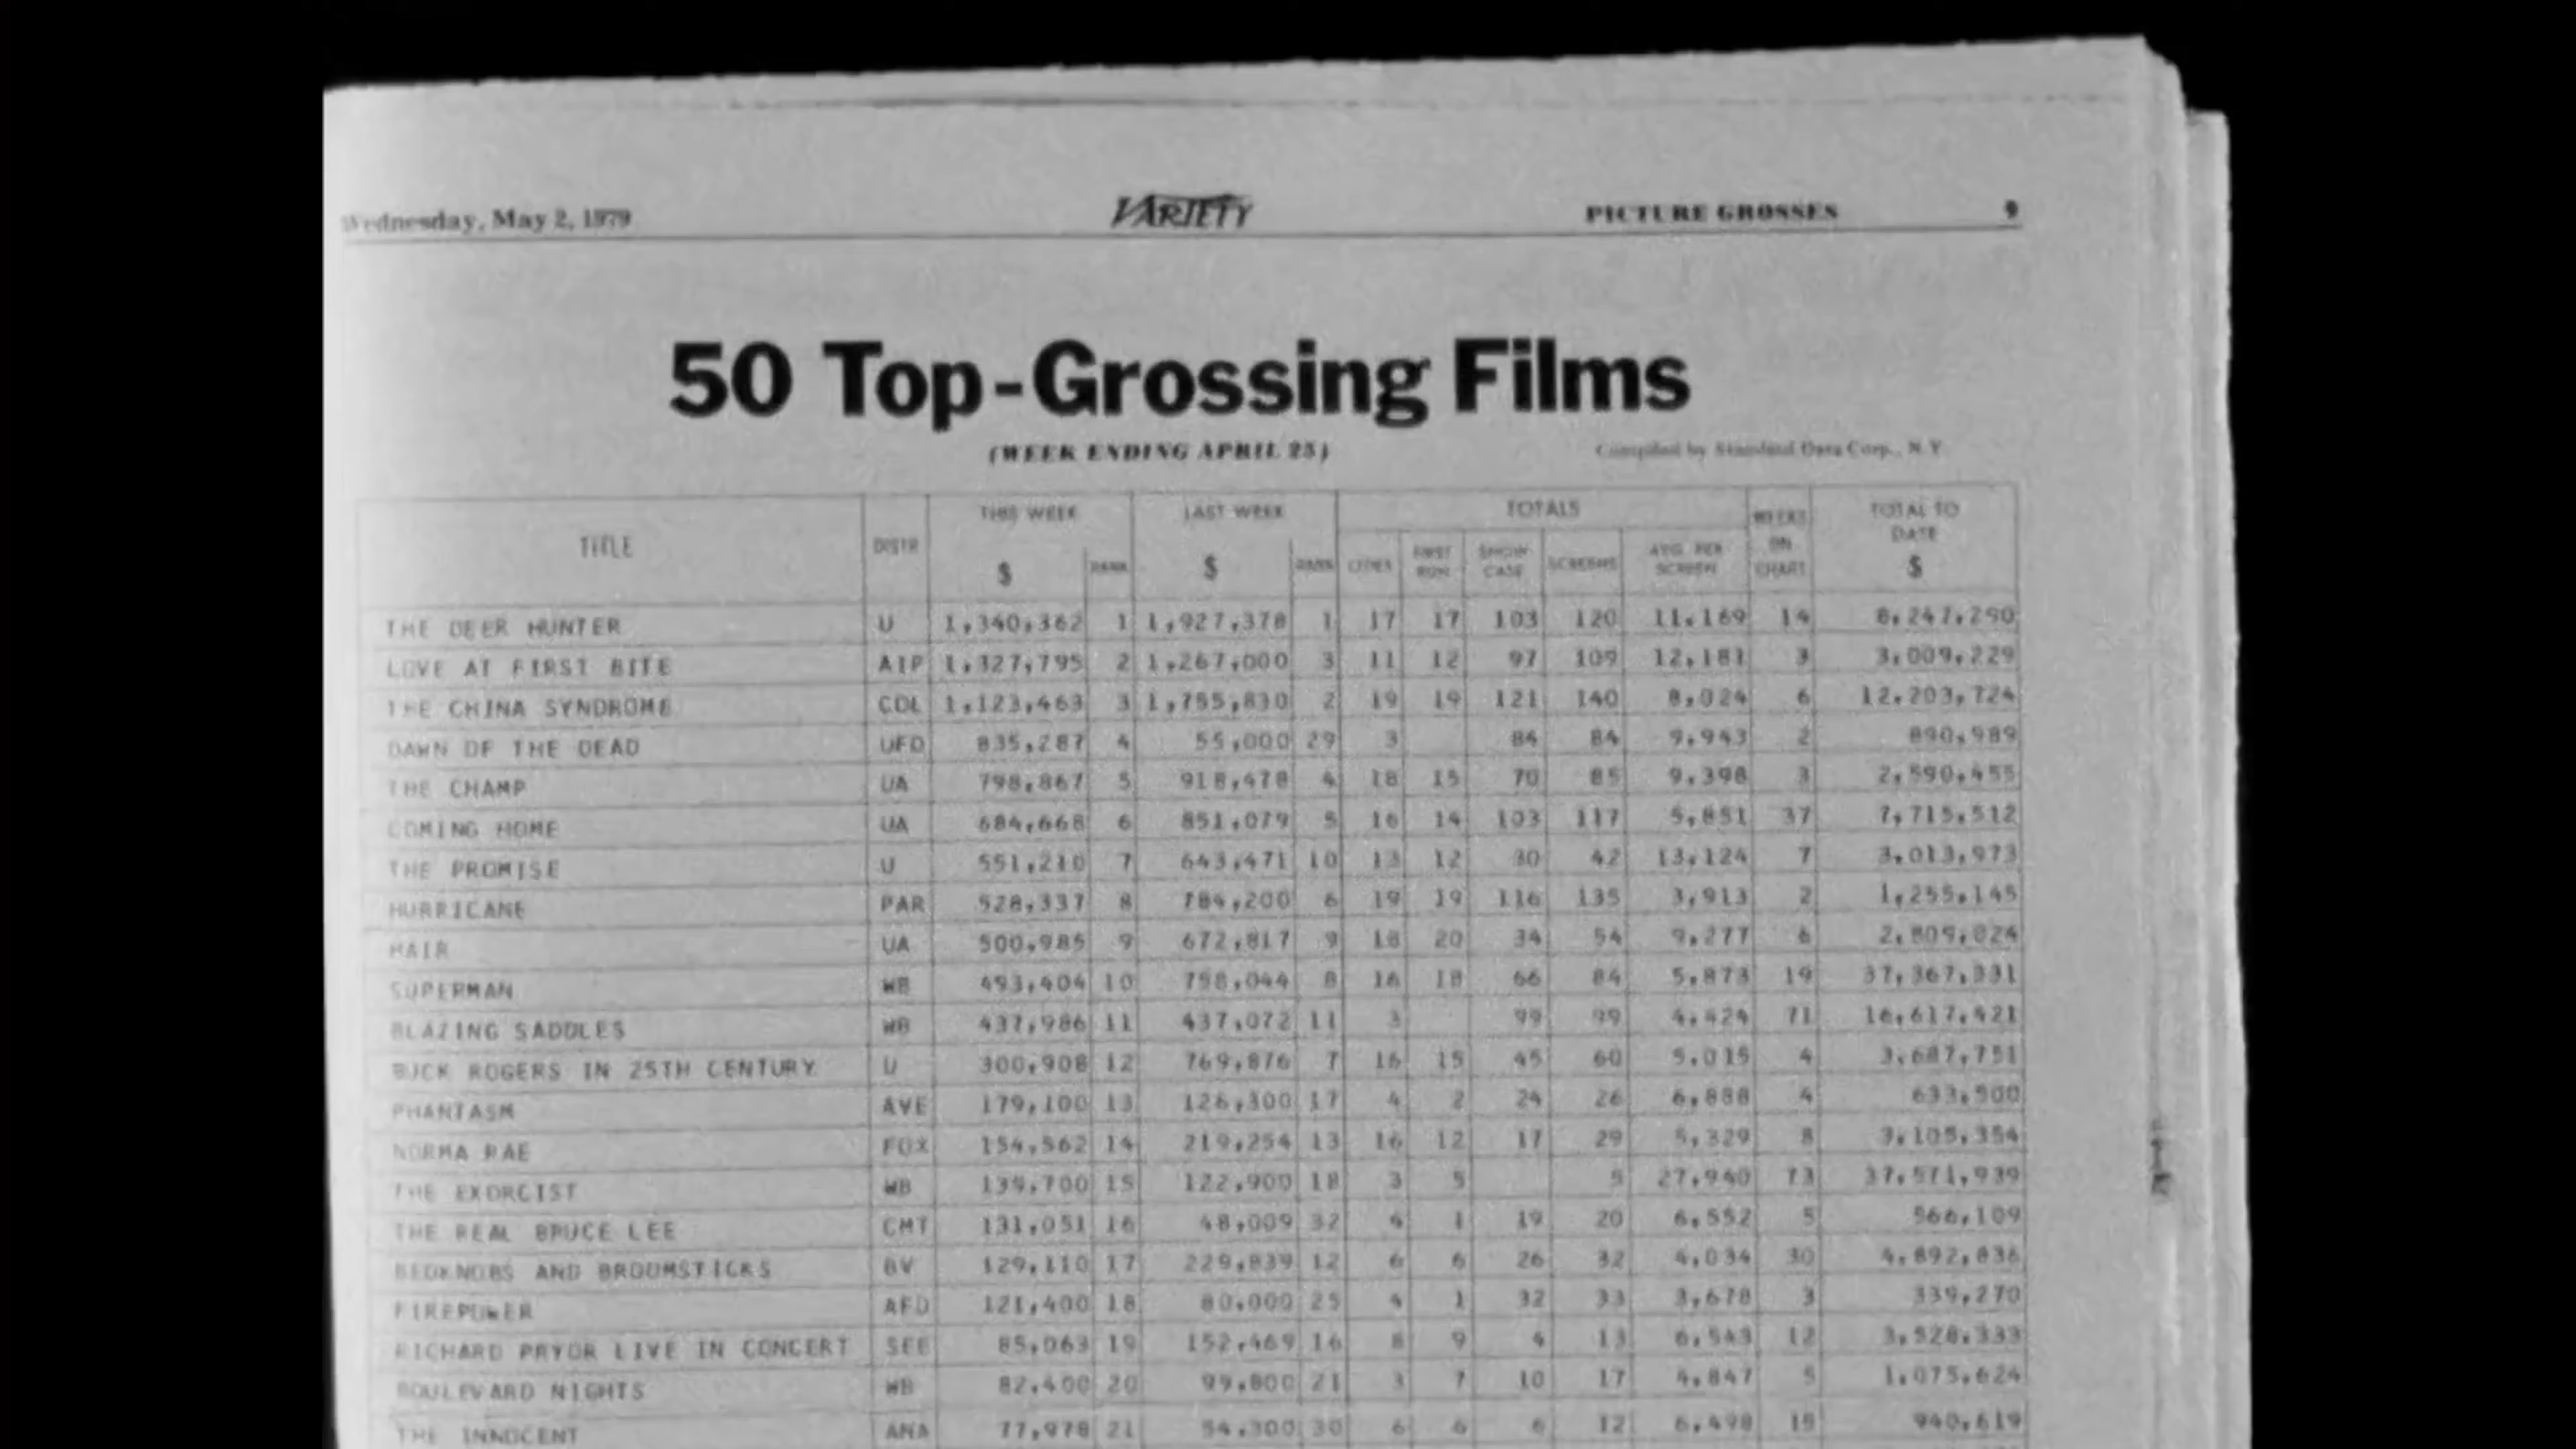 Wednesday, May 2, 1979 VARIETY PICTURE GROSSES 9
50 Top-Grossing Films
(WEEK ENDING APRIL 25) Compiled by Standard Data Corp., N.Y.
TITLE DISTR THIS WEEK $ RANK LAST WEEK $ RANK TOTALS CITIES FIRST RUN SHOW CASE SCREENS AVG. PER SCREEN WEEKS ON CHART TOTAL TO DATE $
THE DEER HUNTER U 1,340,362 1 1,927,378 1 17 17 103 120 11,169 14 8,247,290
LOVE AT FIRST BITE AIP 1,327,795 2 1,267,000 3 11 12 97 109 12,181 3 3,009,229
THE CHINA SYNDROME COL 1,123,463 3 1,755,830 2 19 19 121 140 8,024 6 12,203,724
DAWN OF THE DEAD UFD 835,287 4 55,000 29 3 84 84 9,943 2 890,989
THE CHAMP UA 798,867 5 918,478 4 18 15 70 85 9,398 3 2,590,455
COMING HOME UA 684,668 6 851,079 5 16 14 103 117 5,851 37 7,715,512
THE PROMISE U 551,210 7 643,471 10 13 12 30 42 13,124 7 3,013,973
HURRICANE PAR 528,337 8 784,200 6 19 19 116 135 3,913 2 1,255,145
HAIR UA 500,985 9 672,817 9 18 20 34 54 9,277 6 2,809,024
SUPERMAN WB 493,404 10 758,044 8 16 18 66 84 5,873 19 37,367,331
BLAZING SADDLES WB 437,986 11 437,072 11 3 99 99 4,424 71 16,617,421
BUCK ROGERS IN 25TH CENTURY U 300,908 12 769,876 7 16 15 45 60 5,015 4 3,687,751
PHANTASM AVE 179,100 13 126,300 17 4 2 24 26 6,888 4 633,500
NORMA RAE FOX 154,562 14 219,254 13 16 12 17 29 5,329 8 3,105,354
THE EXORCIST WB 139,700 15 122,900 18 3 5 5 27,940 73 37,571,939
THE REAL BRUCE LEE CMT 131,051 16 48,009 32 4 1 19 20 6,552 5 566,109
BEDKNOBS AND BROOMSTICKS BV 129,110 17 229,839 12 6 6 26 32 4,034 30 4,892,836
FIREPOWER AFD 121,400 18 80,000 25 4 1 32 33 3,678 3 339,270
RICHARD PRYOR LIVE IN CONCERT SEE 85,063 19 152,469 16 8 9 4 13 6,543 12 3,528,333
BOULEVARD NIGHTS WB 82,400 20 99,800 21 3 7 10 17 4,847 5 1,075,624
THE INNOCENT ANA 77,978 21 54,300 30 6 6 6 12 6,498 15 940,619